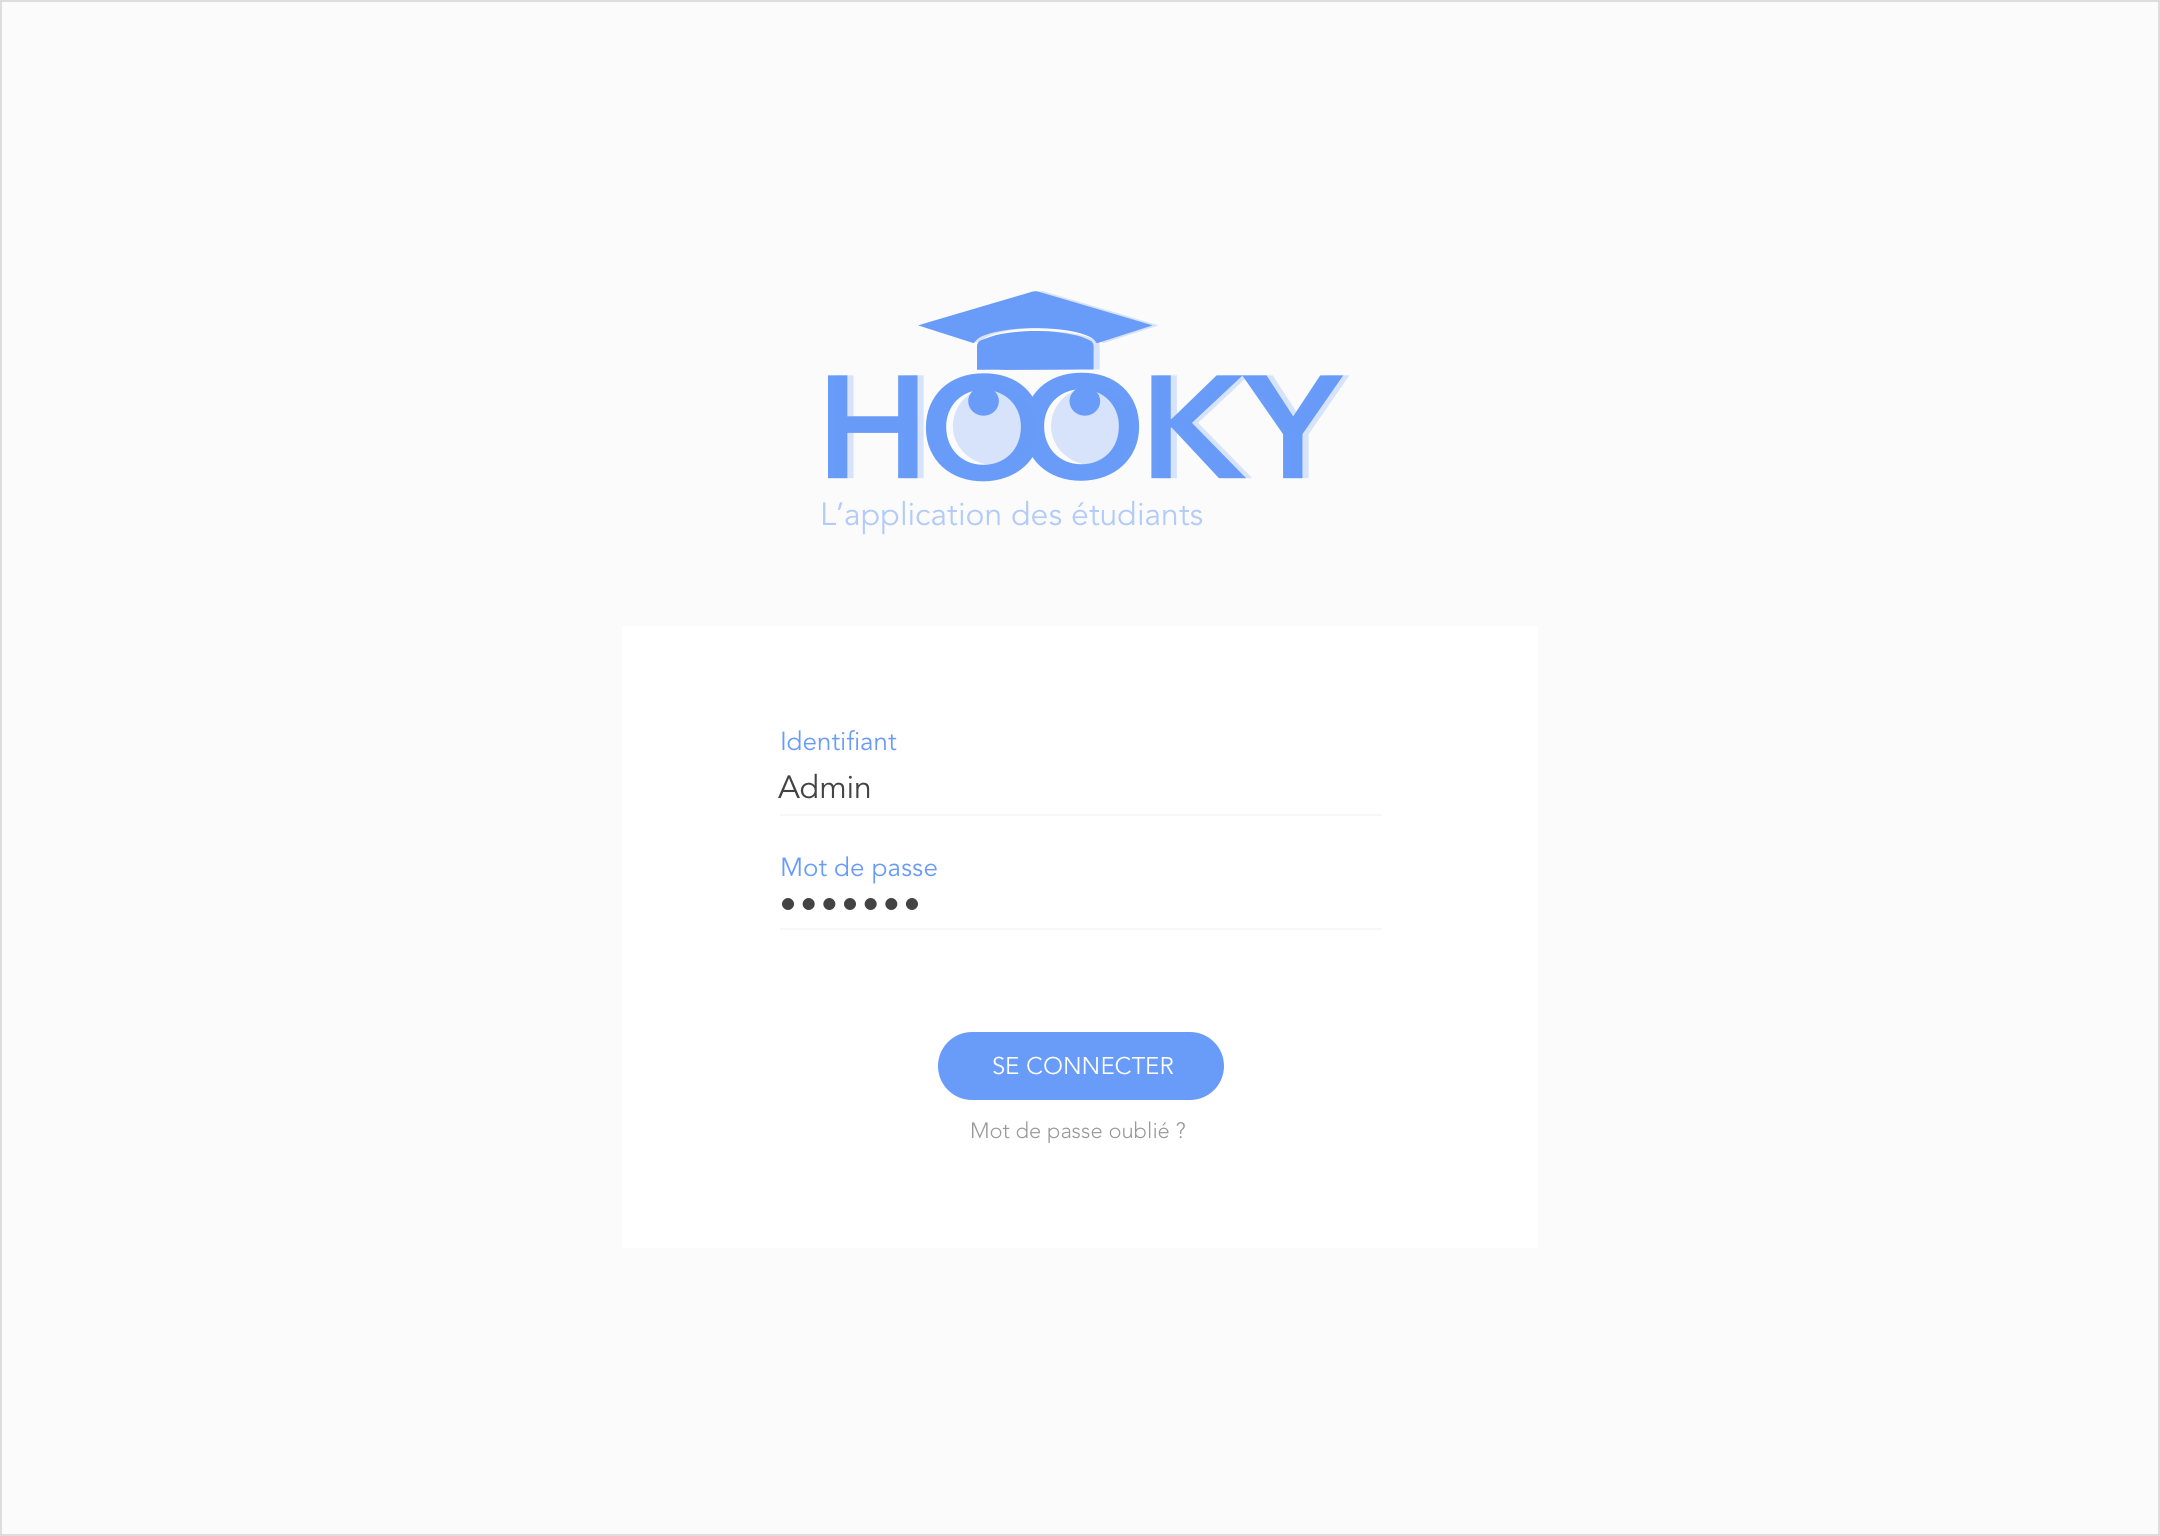 HOOKY
L’application des étudiants
Identifiant
Admin
Mot de passe
•••••••
SE CONNECTER
Mot de passe oublié ?